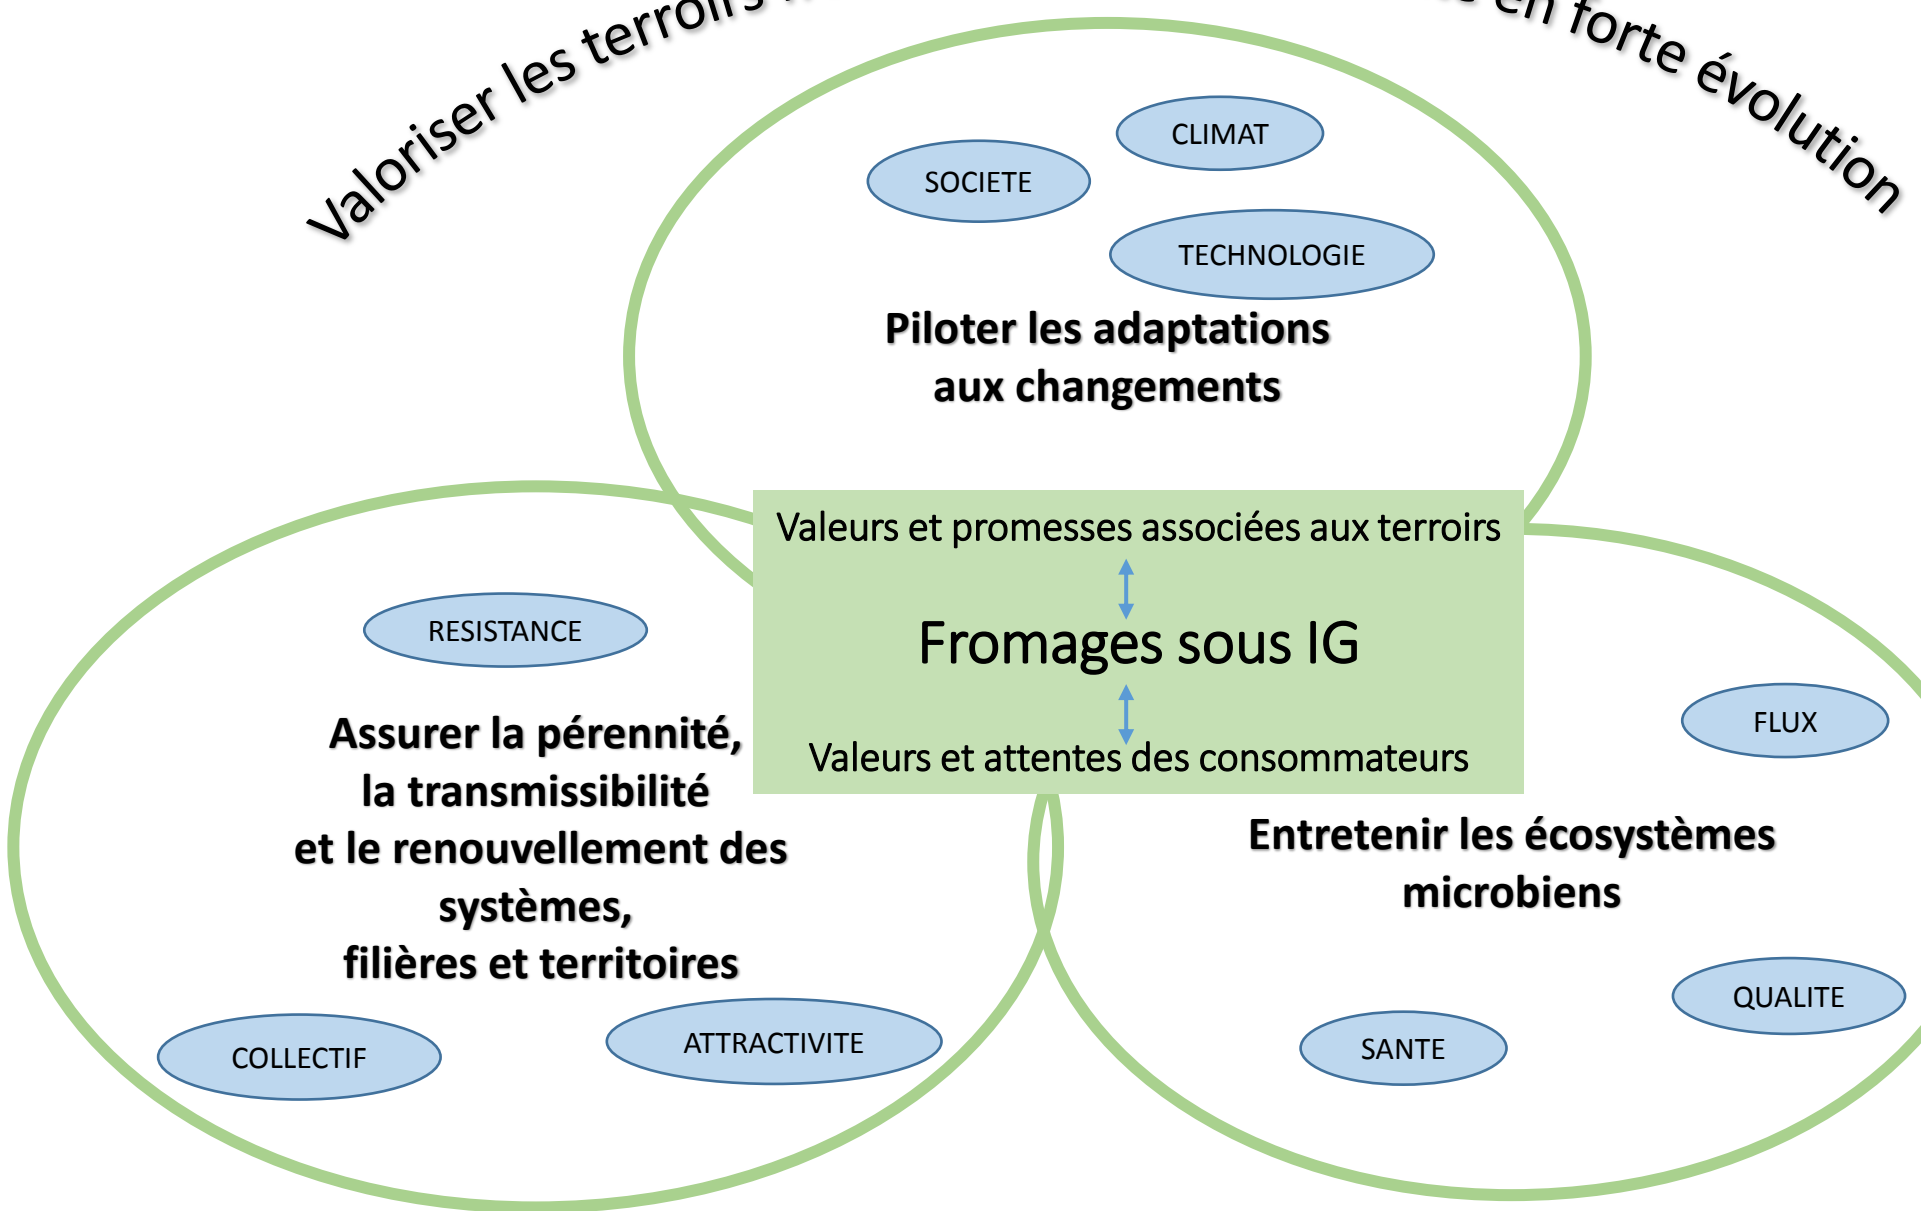 Valoriser les terroirs
en forte évolution
CLIMAT
SOCIETE
TECHNOLOGIE
Piloter les adaptations
aux changements
Valeurs et promesses associées aux terroirs
Fromages sous IG
Valeurs et attentes des consommateurs
RESISTANCE
Assurer la pérennité,
la transmissibilité
et le renouvellement des
systèmes,
filières et territoires
COLLECTIF
ATTRACTIVITE
FLUX
Entretenir les écosystèmes
microbiens
QUALITE
SANTE